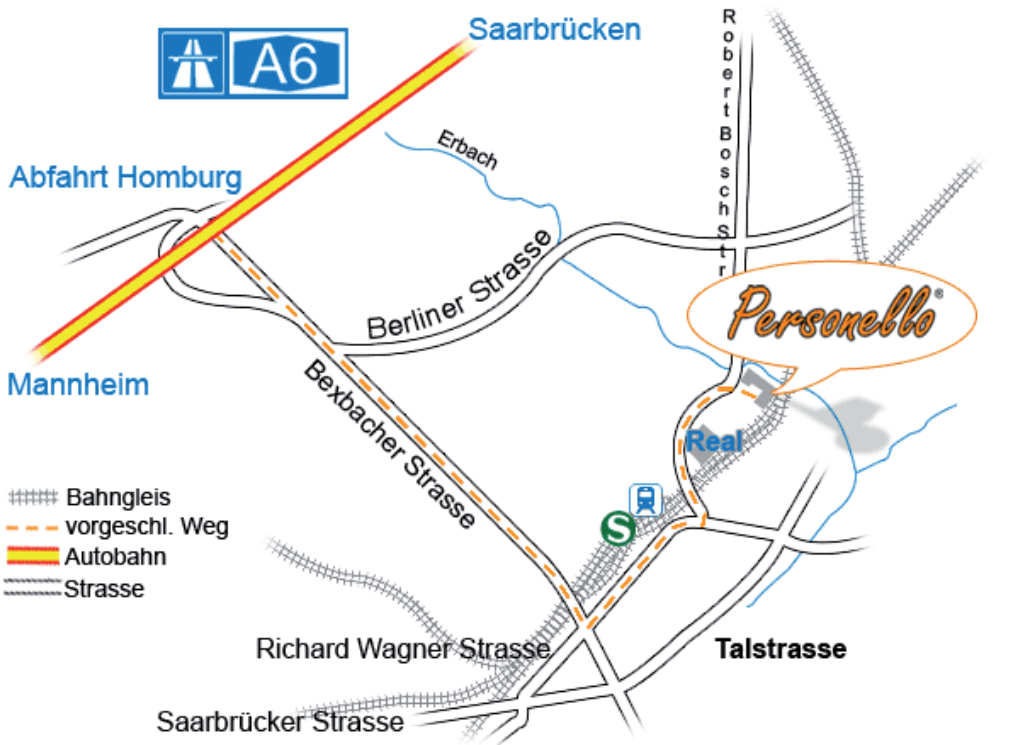 Saarbrücken
A6
Robert Bosch Str
Erbach
Abfahrt Homburg
Berliner Strasse
Personello®
Mannheim
Bexbacher Strasse
Real
Bahngleis
vorgeschl. Weg
Autobahn
Strasse
S
Richard Wagner Strasse
Talstrasse
Saarbrücker Strasse